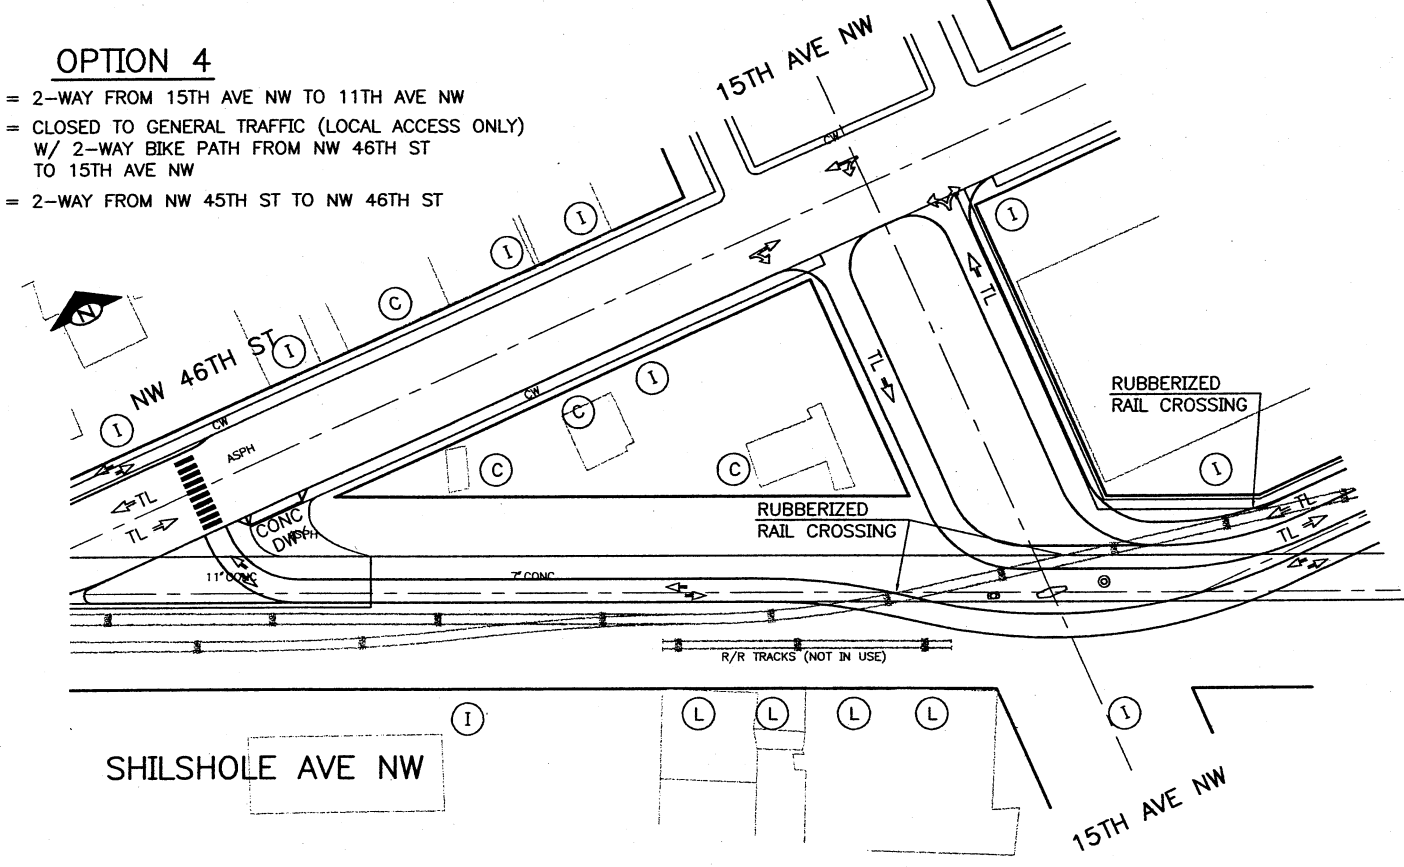 OPTION 4
= 2-WAY FROM 15TH AVE NW TO 11TH AVE NW
= CLOSED TO GENERAL TRAFFIC (LOCAL ACCESS ONLY)
W/ 2-WAY BIKE PATH FROM NW 46TH ST
TO 15TH AVE NW
= 2-WAY FROM NW 45TH ST TO NW 46TH ST
15TH AVE NW
CW
I
I
I
I
C
N
TL
NW 46TH ST
I
I
TL
I
C
CW
RUBBERIZED
RAIL CROSSING
I
CW
ASPH
C
C
I
TL
TL
TL
TL
RUBBERIZED
RAIL CROSSING
CONC
DW
ASPH
11" CONC
7" CONC
R/R TRACKS (NOT IN USE)
I
L
L
L
L
I
SHILSHOLE AVE NW
15TH AVE NW